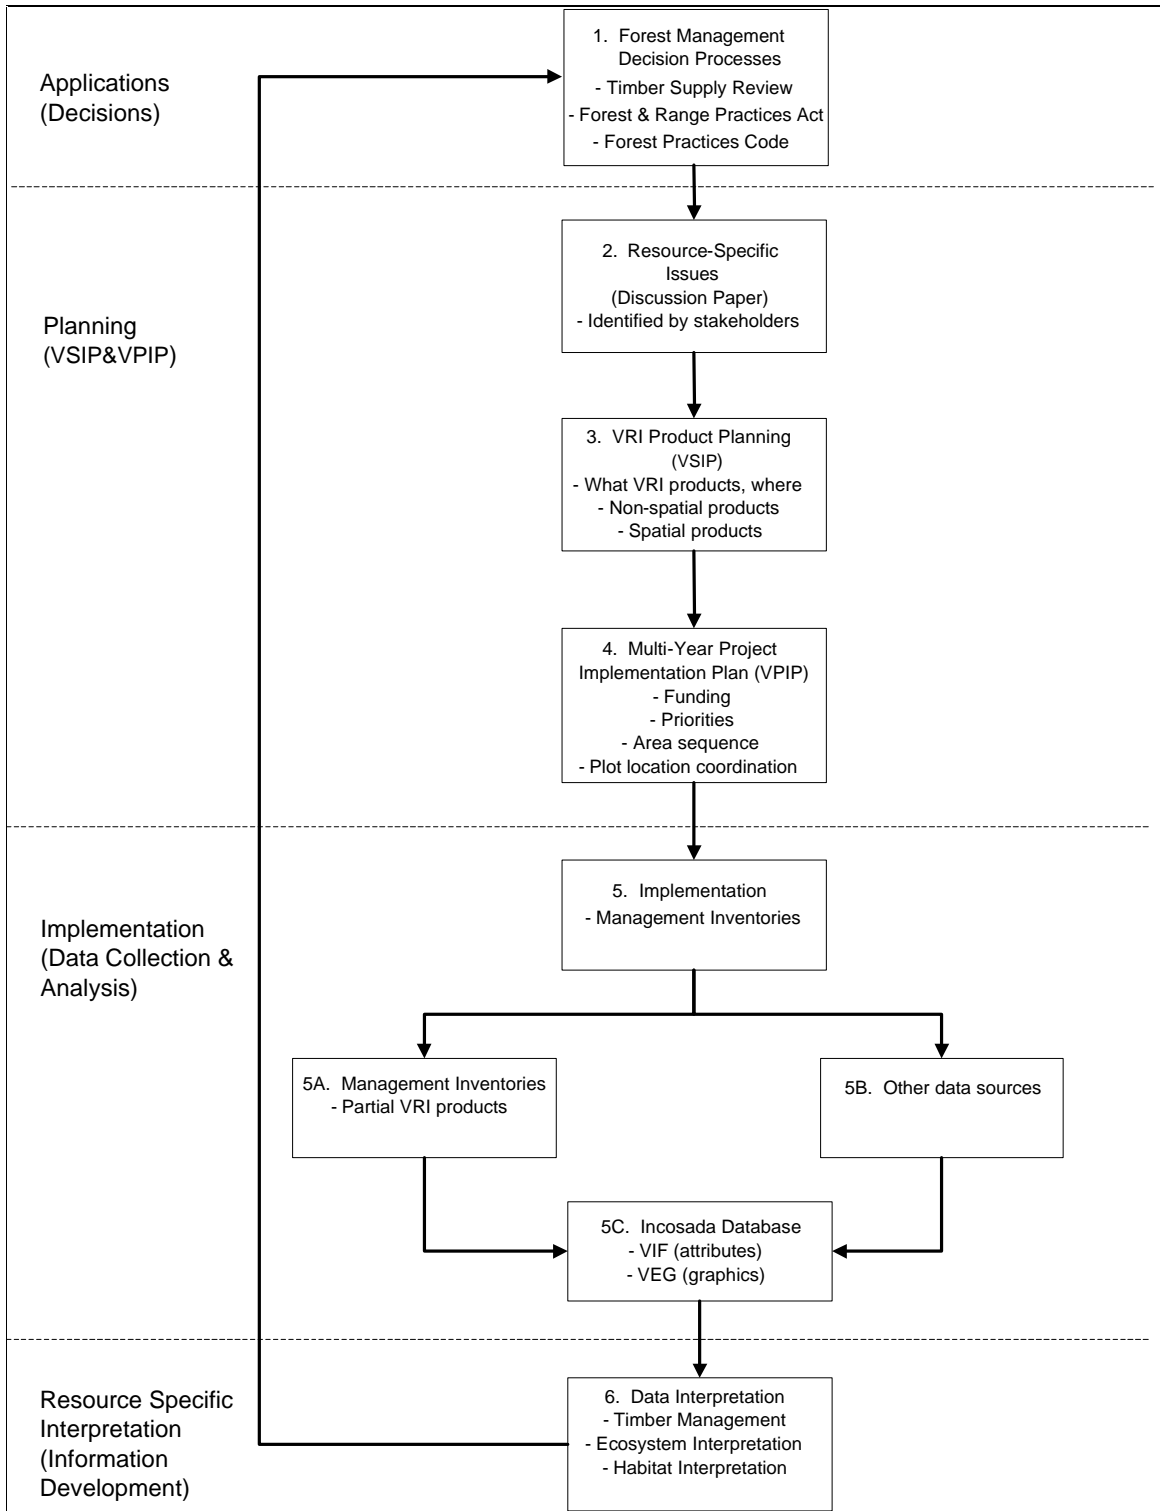 Applications
(Decisions)
1. Forest Management
Decision Processes
- Timber Supply Review
- Forest & Range Practices Act
- Forest Practices Code
Planning
(VSIP&VPIP)
2. Resource-Specific
Issues
(Discussion Paper)
- Identified by stakeholders
3. VRI Product Planning
(VSIP)
- What VRI products, where
- Non-spatial products
- Spatial products
4. Multi-Year Project
Implementation Plan (VPIP)
- Funding
- Priorities
- Area sequence
- Plot location coordination
Implementation
(Data Collection &
Analysis)
5. Implementation
- Management Inventories
5A. Management Inventories
- Partial VRI products
5B. Other data sources
5C. Incosada Database
- VIF (attributes)
- VEG (graphics)
Resource Specific
Interpretation
(Information
Development)
6. Data Interpretation
- Timber Management
- Ecosystem Interpretation
- Habitat Interpretation